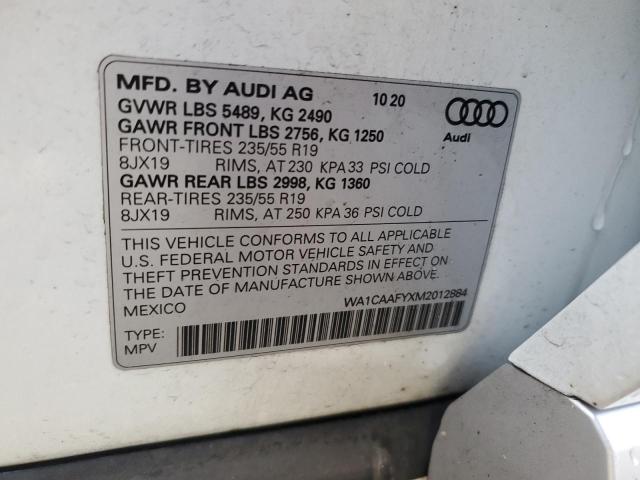 MFD. BY AUDI AG 10 20
GVWR LBS 5489, KG 2490
GAWR FRONT LBS 2756, KG 1250
FRONT-TIRES 235/55 R19
8JX19 RIMS, AT 230 KPA 33 PSI COLD
GAWR REAR LBS 2998, KG 1360
REAR-TIRES 235/55 R19
8JX19 RIMS, AT 250 KPA 36 PSI COLD
Audi
THIS VEHICLE CONFORMS TO ALL APPLICABLE
U.S. FEDERAL MOTOR VEHICLE SAFETY AND
THEFT PREVENTION STANDARDS IN EFFECT ON
THE DATE OF MANUFACTURE SHOWN ABOVE.
MEXICO WA1CAAFYXM2012884
TYPE:
MPV